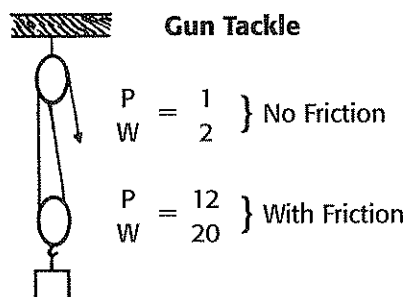 Gun Tackle
P = 1
W 2
} No Friction
P = 12
W 20
} With Friction